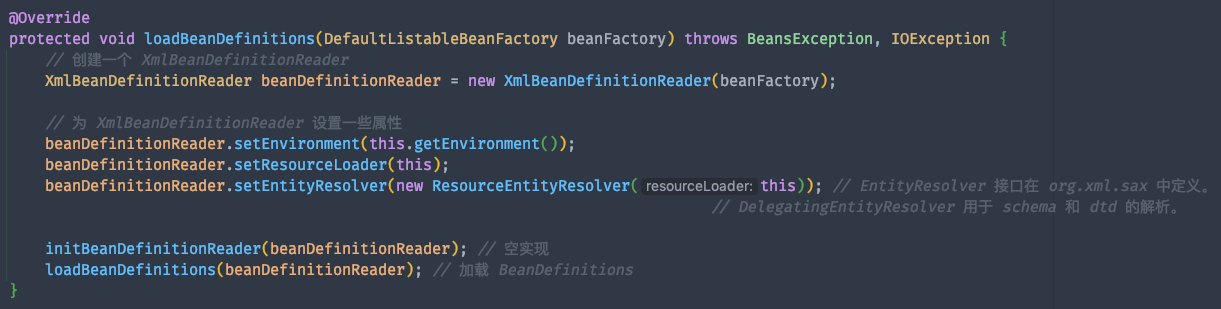 @Override
protected void loadBeanDefinitions(DefaultListableBeanFactory beanFactory) throws BeansException, IOException {
// 创建一个 XmlBeanDefinitionReader
XmlBeanDefinitionReader beanDefinitionReader = new XmlBeanDefinitionReader(beanFactory);
// 为 XmlBeanDefinitionReader 设置一些属性
beanDefinitionReader.setEnvironment(this.getEnvironment());
beanDefinitionReader.setResourceLoader(this);
beanDefinitionReader.setEntityResolver(new ResourceEntityResolver( resourceLoader: this)); // EntityResolver 接口在 org.xml.sax 中定义。
// DelegatingEntityResolver 用于 schema 和 dtd 的解析。
initBeanDefinitionReader(beanDefinitionReader); // 空实现
loadBeanDefinitions(beanDefinitionReader); // 加载 BeanDefinitions
}